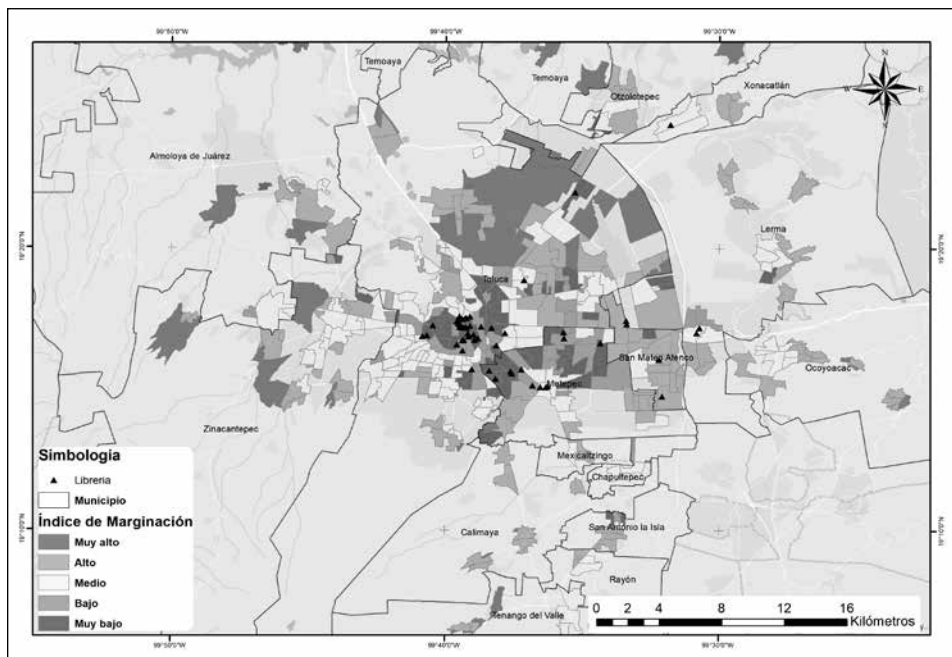 99°50'0"W
99°40'0"W
99°30'0"W
Temoaya
Temoaya
Otzolotepec
Xonacatlán
N
W
E
Almoloya de Juárez
19°20'0"N
19°20'0"N
Lerma
Toluca
San Mateo Atenco
Ocoyoacac
Metepec
Zinacantepec
Mexicaltzingo
Chapultepec
Simbología
Librería
Municipio
Índice de Marginación
Muy alto
Alto
Medio
Bajo
Muy bajo
19°10'0"N
19°10'0"N
Calimaya
San Antonio la Isla
Rayón
Tenango del Valle
0 2 4 8 12 16
Kilómetros
99°50'0"W
99°40'0"W
99°30'0"W